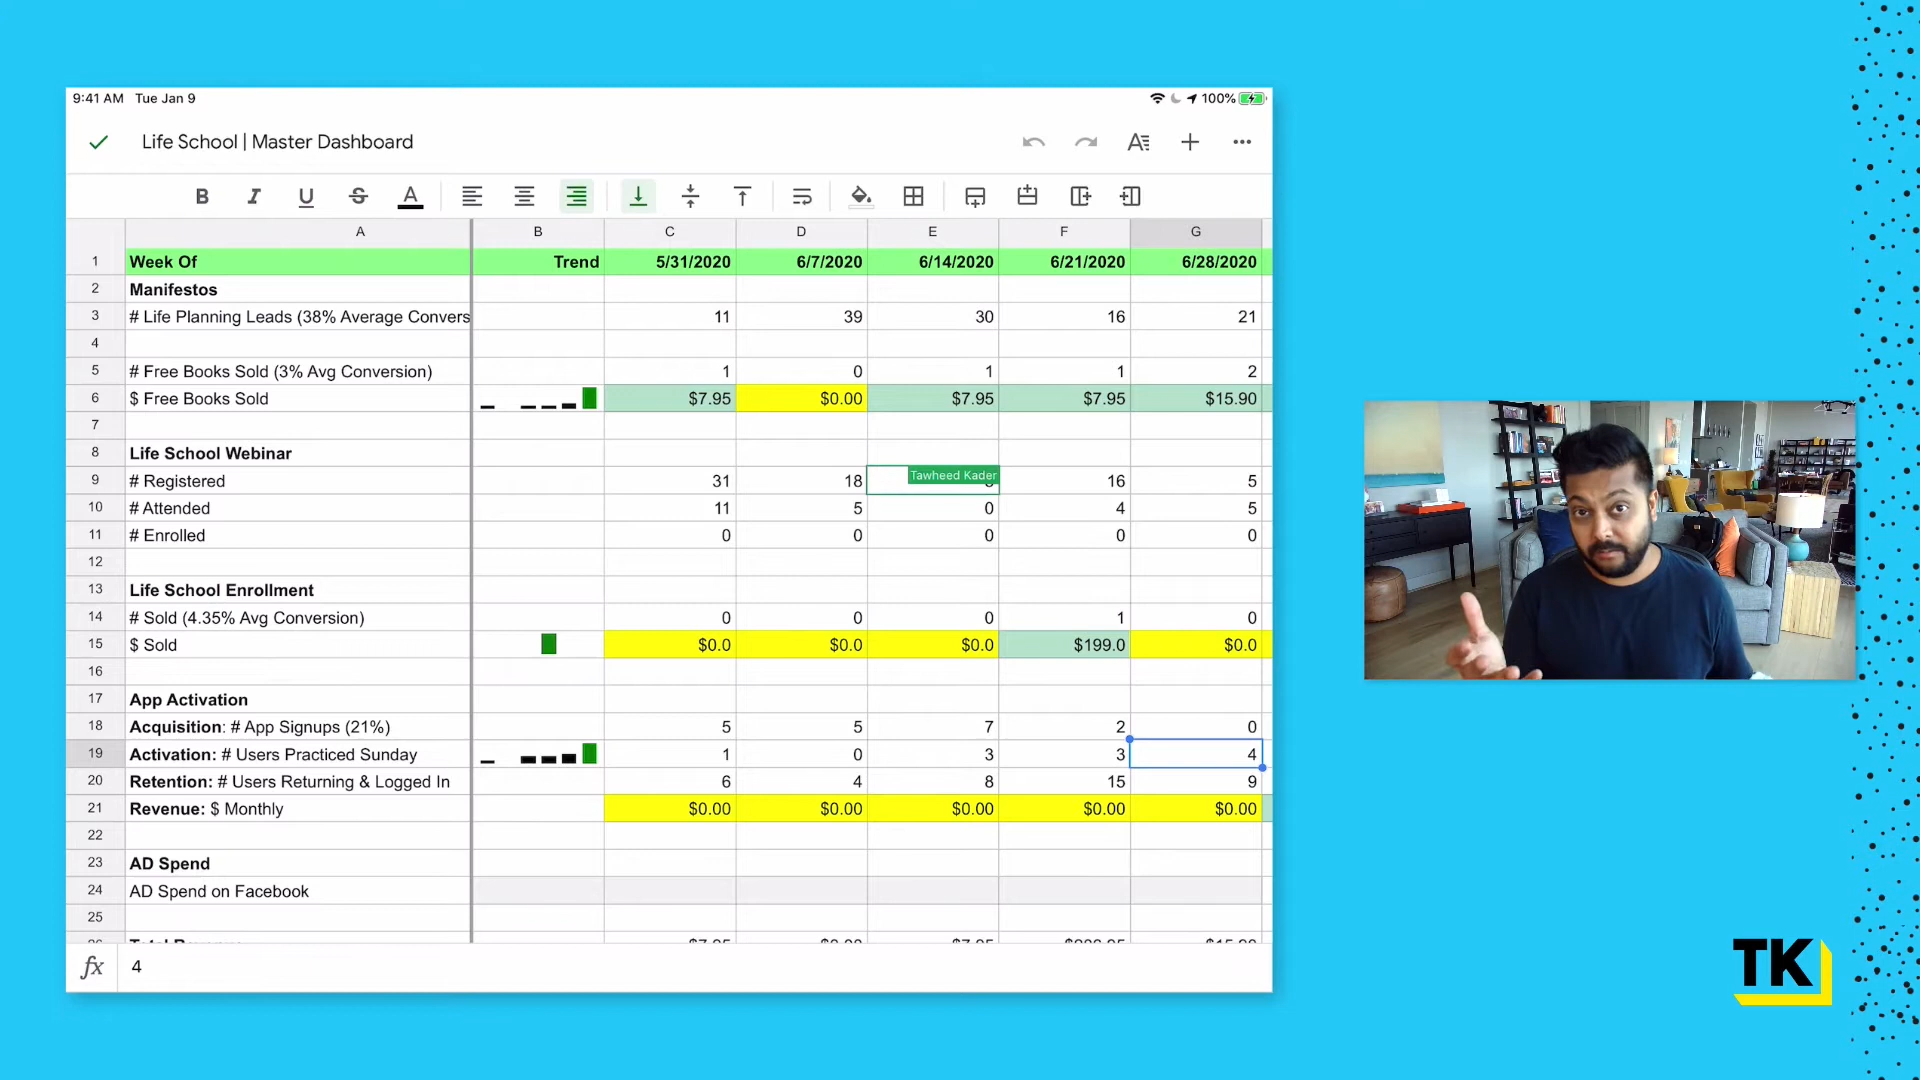 9:41 AM Tue Jan 9 100%
Life School | Master Dashboard
B I U S A
A B C D E F G
1 Week Of Trend 5/31/2020 6/7/2020 6/14/2020 6/21/2020 6/28/2020
2 Manifestos
3 # Life Planning Leads (38% Average Convers 11 39 30 16 21
4
5 # Free Books Sold (3% Avg Conversion) 1 0 1 1 2
6 $ Free Books Sold $7.95 $0.00 $7.95 $7.95 $15.90
7
8 Life School Webinar
9 # Registered 31 18 Tawheed Kader 16 5
10 # Attended 11 5 0 4 5
11 # Enrolled 0 0 0 0 0
12
13 Life School Enrollment
14 # Sold (4.35% Avg Conversion) 0 0 0 1 0
15 $ Sold $0.0 $0.0 $0.0 $199.0 $0.0
16
17 App Activation
18 Acquisition: # App Signups (21%) 5 5 7 2 0
19 Activation: # Users Practiced Sunday 1 0 3 3 4
20 Retention: # Users Returning & Logged In 6 4 8 15 9
21 Revenue: $ Monthly $0.00 $0.00 $0.00 $0.00 $0.00
22
23 AD Spend
24 AD Spend on Facebook
25
fx 4
TK